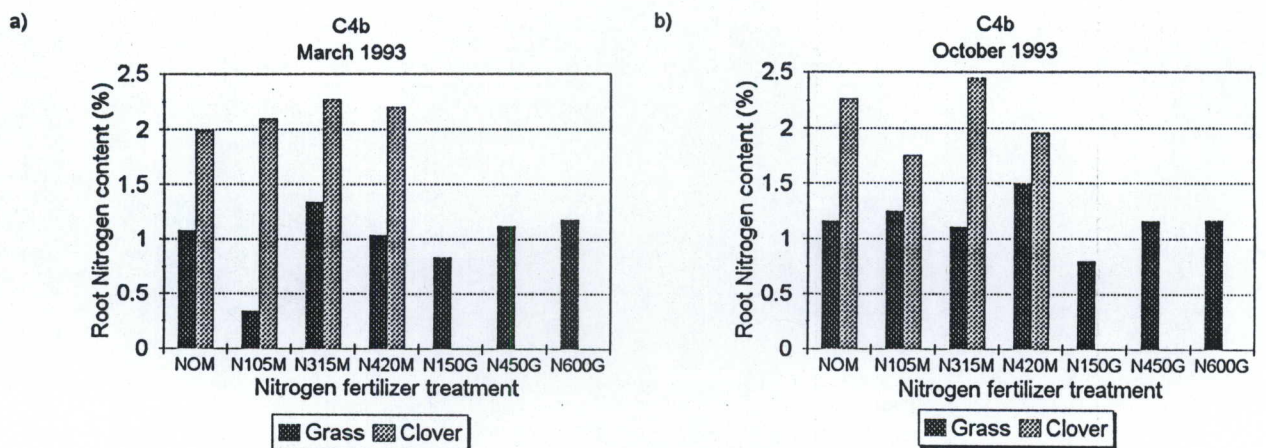 a)
C4b
March 1993
Root Nitrogen content (%)
2.5
2
1.5
1
0.5
0
NOM N105M N315M N420M N150G N450G N600G
Nitrogen fertilizer treatment
Grass Clover
b)
C4b
October 1993
Root Nitrogen content (%)
2.5
2
1.5
1
0.5
0
NOM N105M N315M N420M N150G N450G N600G
Nitrogen fertilizer treatment
Grass Clover